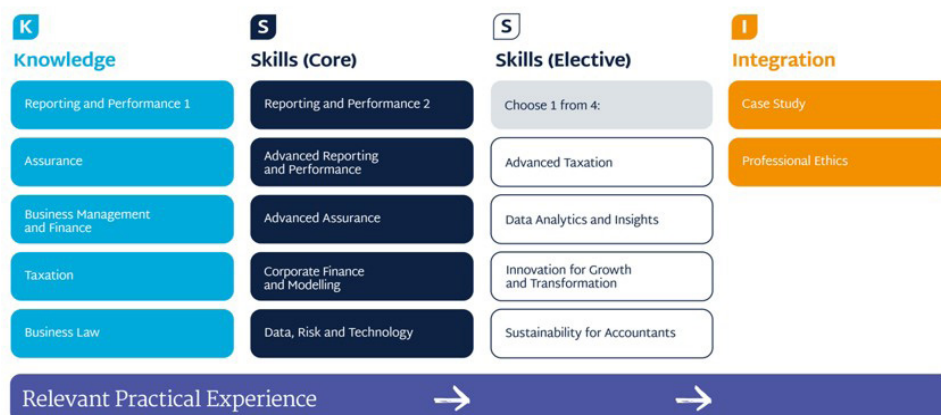 K
Knowledge
Reporting and Performance 1
Assurance
Business Management
and Finance
Taxation
Business Law
S
Skills (Core)
Reporting and Performance 2
Advanced Reporting
and Performance
Advanced Assurance
Corporate Finance
and Modelling
Data, Risk and Technology
S
Skills (Elective)
Choose 1 from 4:
Advanced Taxation
Data Analytics and Insights
Innovation for Growth
and Transformation
Sustainability for Accountants
I
Integration
Case Study
Professional Ethics
Relevant Practical Experience